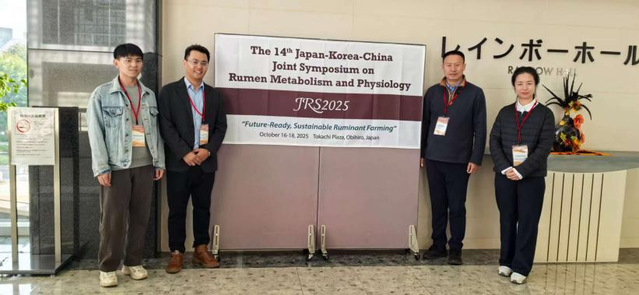 The 14th Japan-Korea-China
Joint Symposium on
Rumen Metabolism and Physiology
JRS2025
"Future-Ready, Sustainable Ruminant Farming"
October 16-18, 2025 Tokachi Plaza, Obihiro, Japan
レインボーホール
RAINBOW HALL